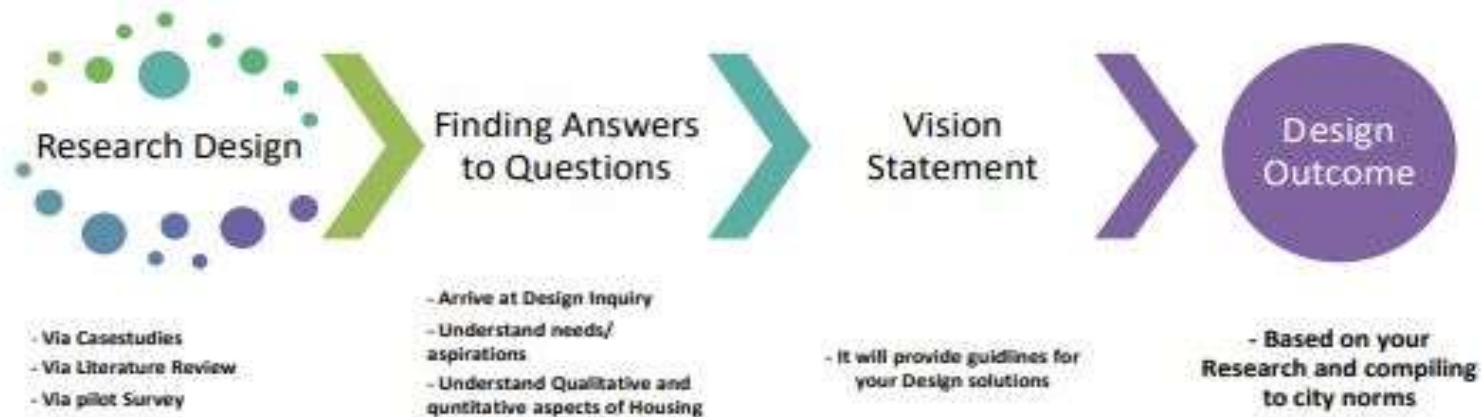 Research Design
Finding Answers
to Questions
Vision
Statement
Design
Outcome
- Via Casestudies
- Via Literature Review
- Via pilot Survey
- Arrive at Design Inquiry
- Understand needs/
aspirations
- Understand Qualitative and
quntitative aspects of Housing
- It will provide guidlines for
your Design solutions
- Based on your
Research and compiling
to city norms